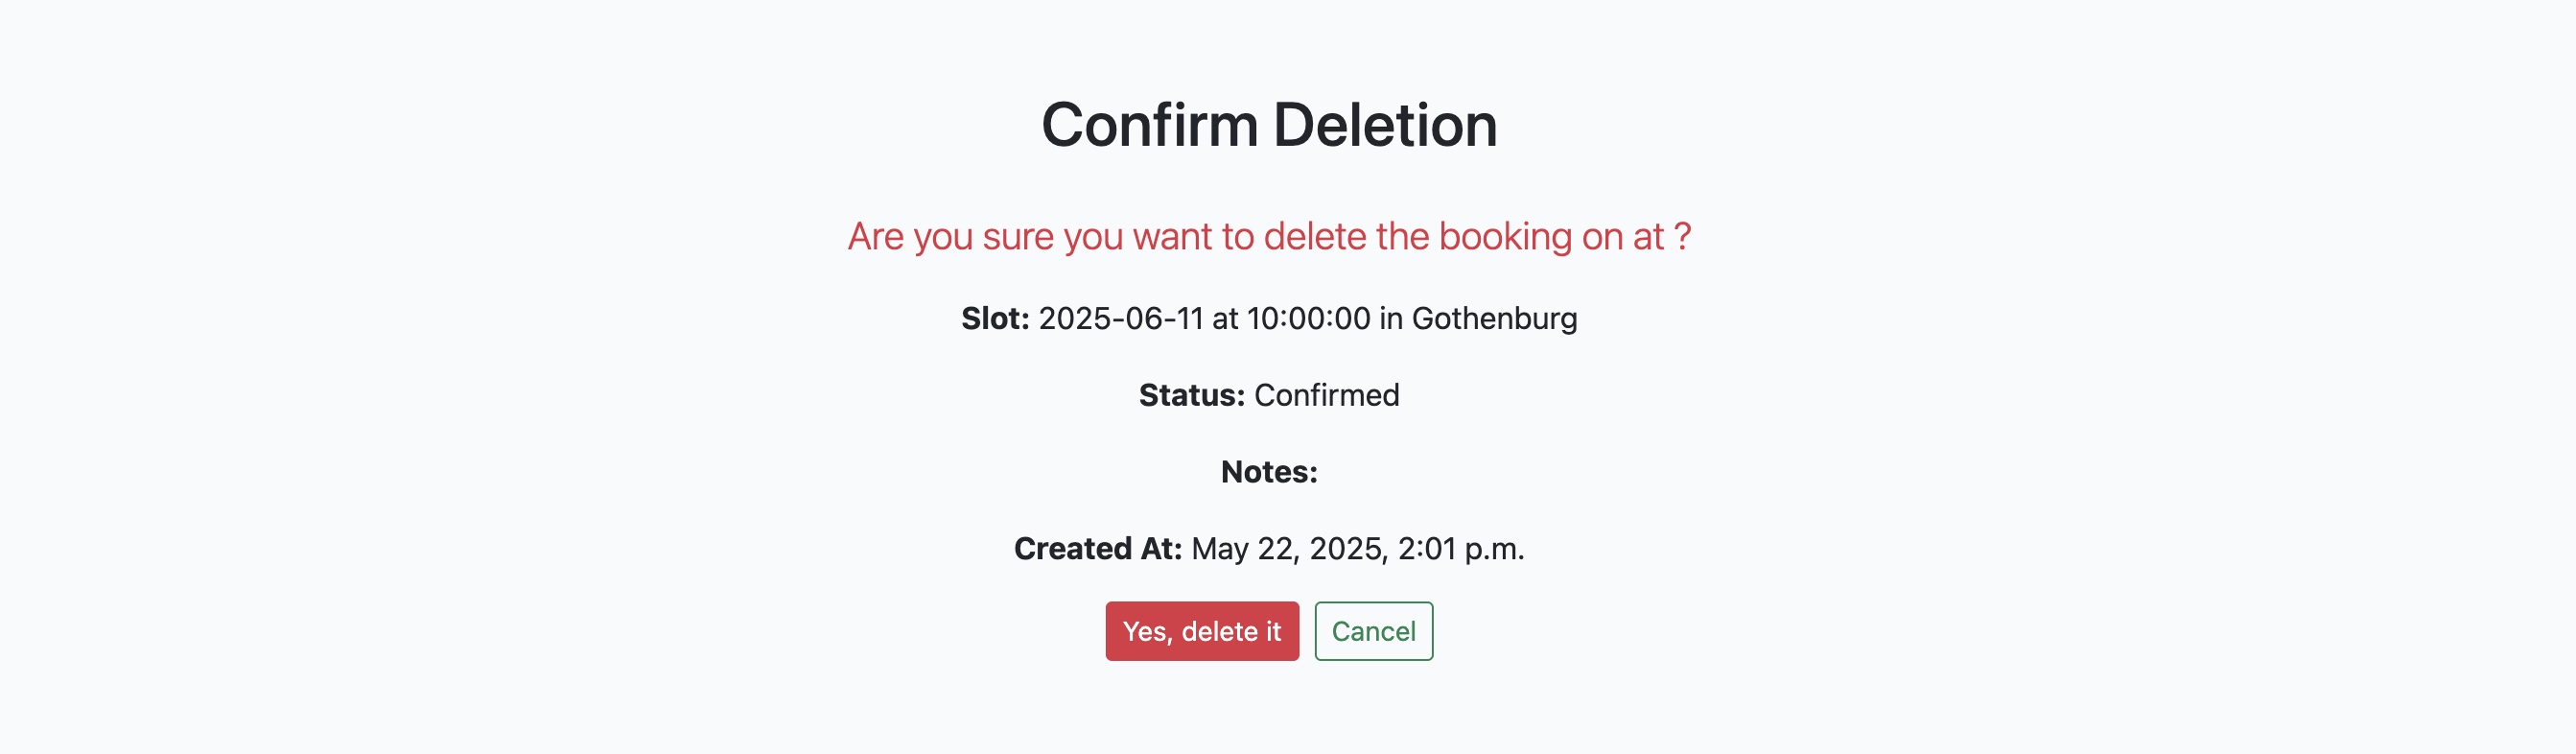 Confirm Deletion
Are you sure you want to delete the booking on at ?
Slot: 2025-06-11 at 10:00:00 in Gothenburg
Status: Confirmed
Notes:
Created At: May 22, 2025, 2:01 p.m.
Yes, delete it Cancel